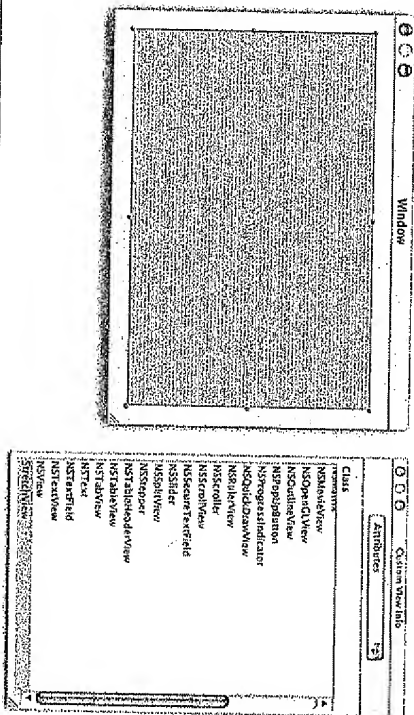 Window
Custom View Info
Attributes
Class
NSMovieView
NSOpenGLView
NSOutlineView
NSPopUpButton
NSProgressIndicator
NSQuickDrawView
NSRulerView
NSScroller
NSScrollView
NSSecureTextField
NSSlider
NSSplitView
NSStepper
NSTableHeaderView
NSTableView
NSTabView
NSText
NSTextField
NSTextView
NSView
StretchView